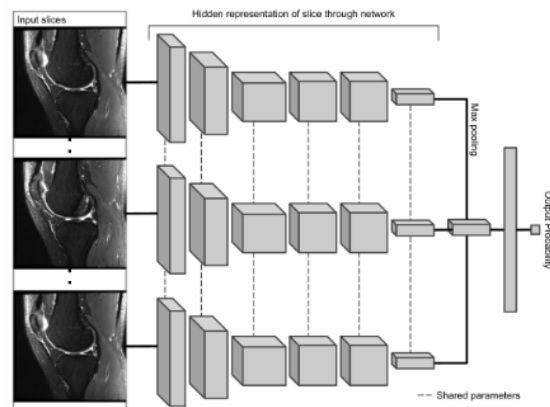 Input slices
Hidden representation of slice through network
Max pooling
Output Probability
Shared parameters